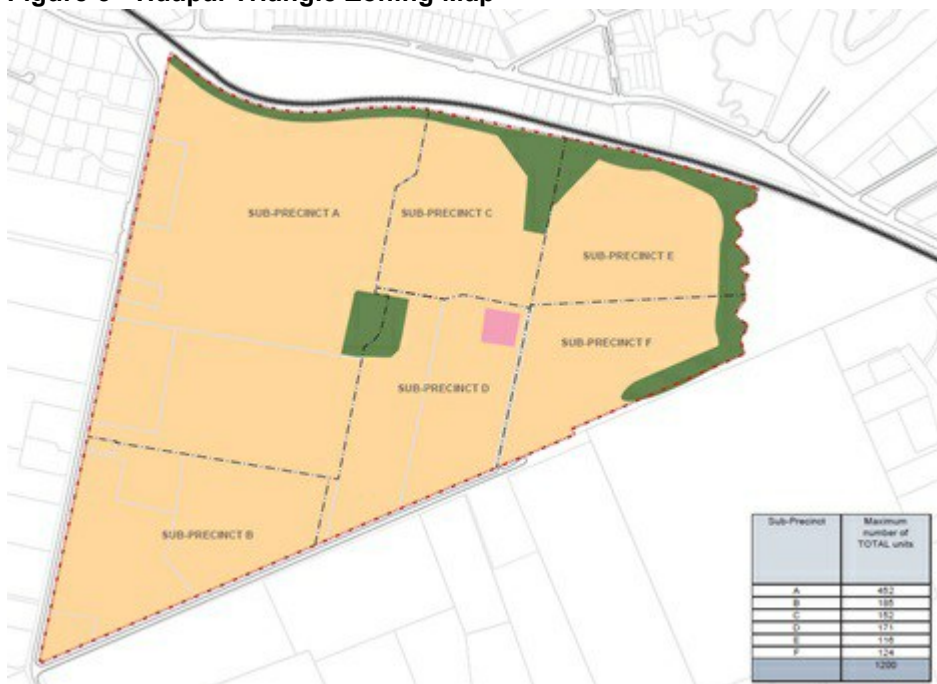 Figure Triangle Zoning Map
SUB-PRECINCT A
SUB-PRECINCT C
SUB-PRECINCT E
SUB-PRECINCT F
SUB-PRECINCT D
SUB-PRECINCT B
Sub-Precinct Maximum
number of
TOTAL units
A 452
B 185
C 152
D 171
E 116
F 124
1200